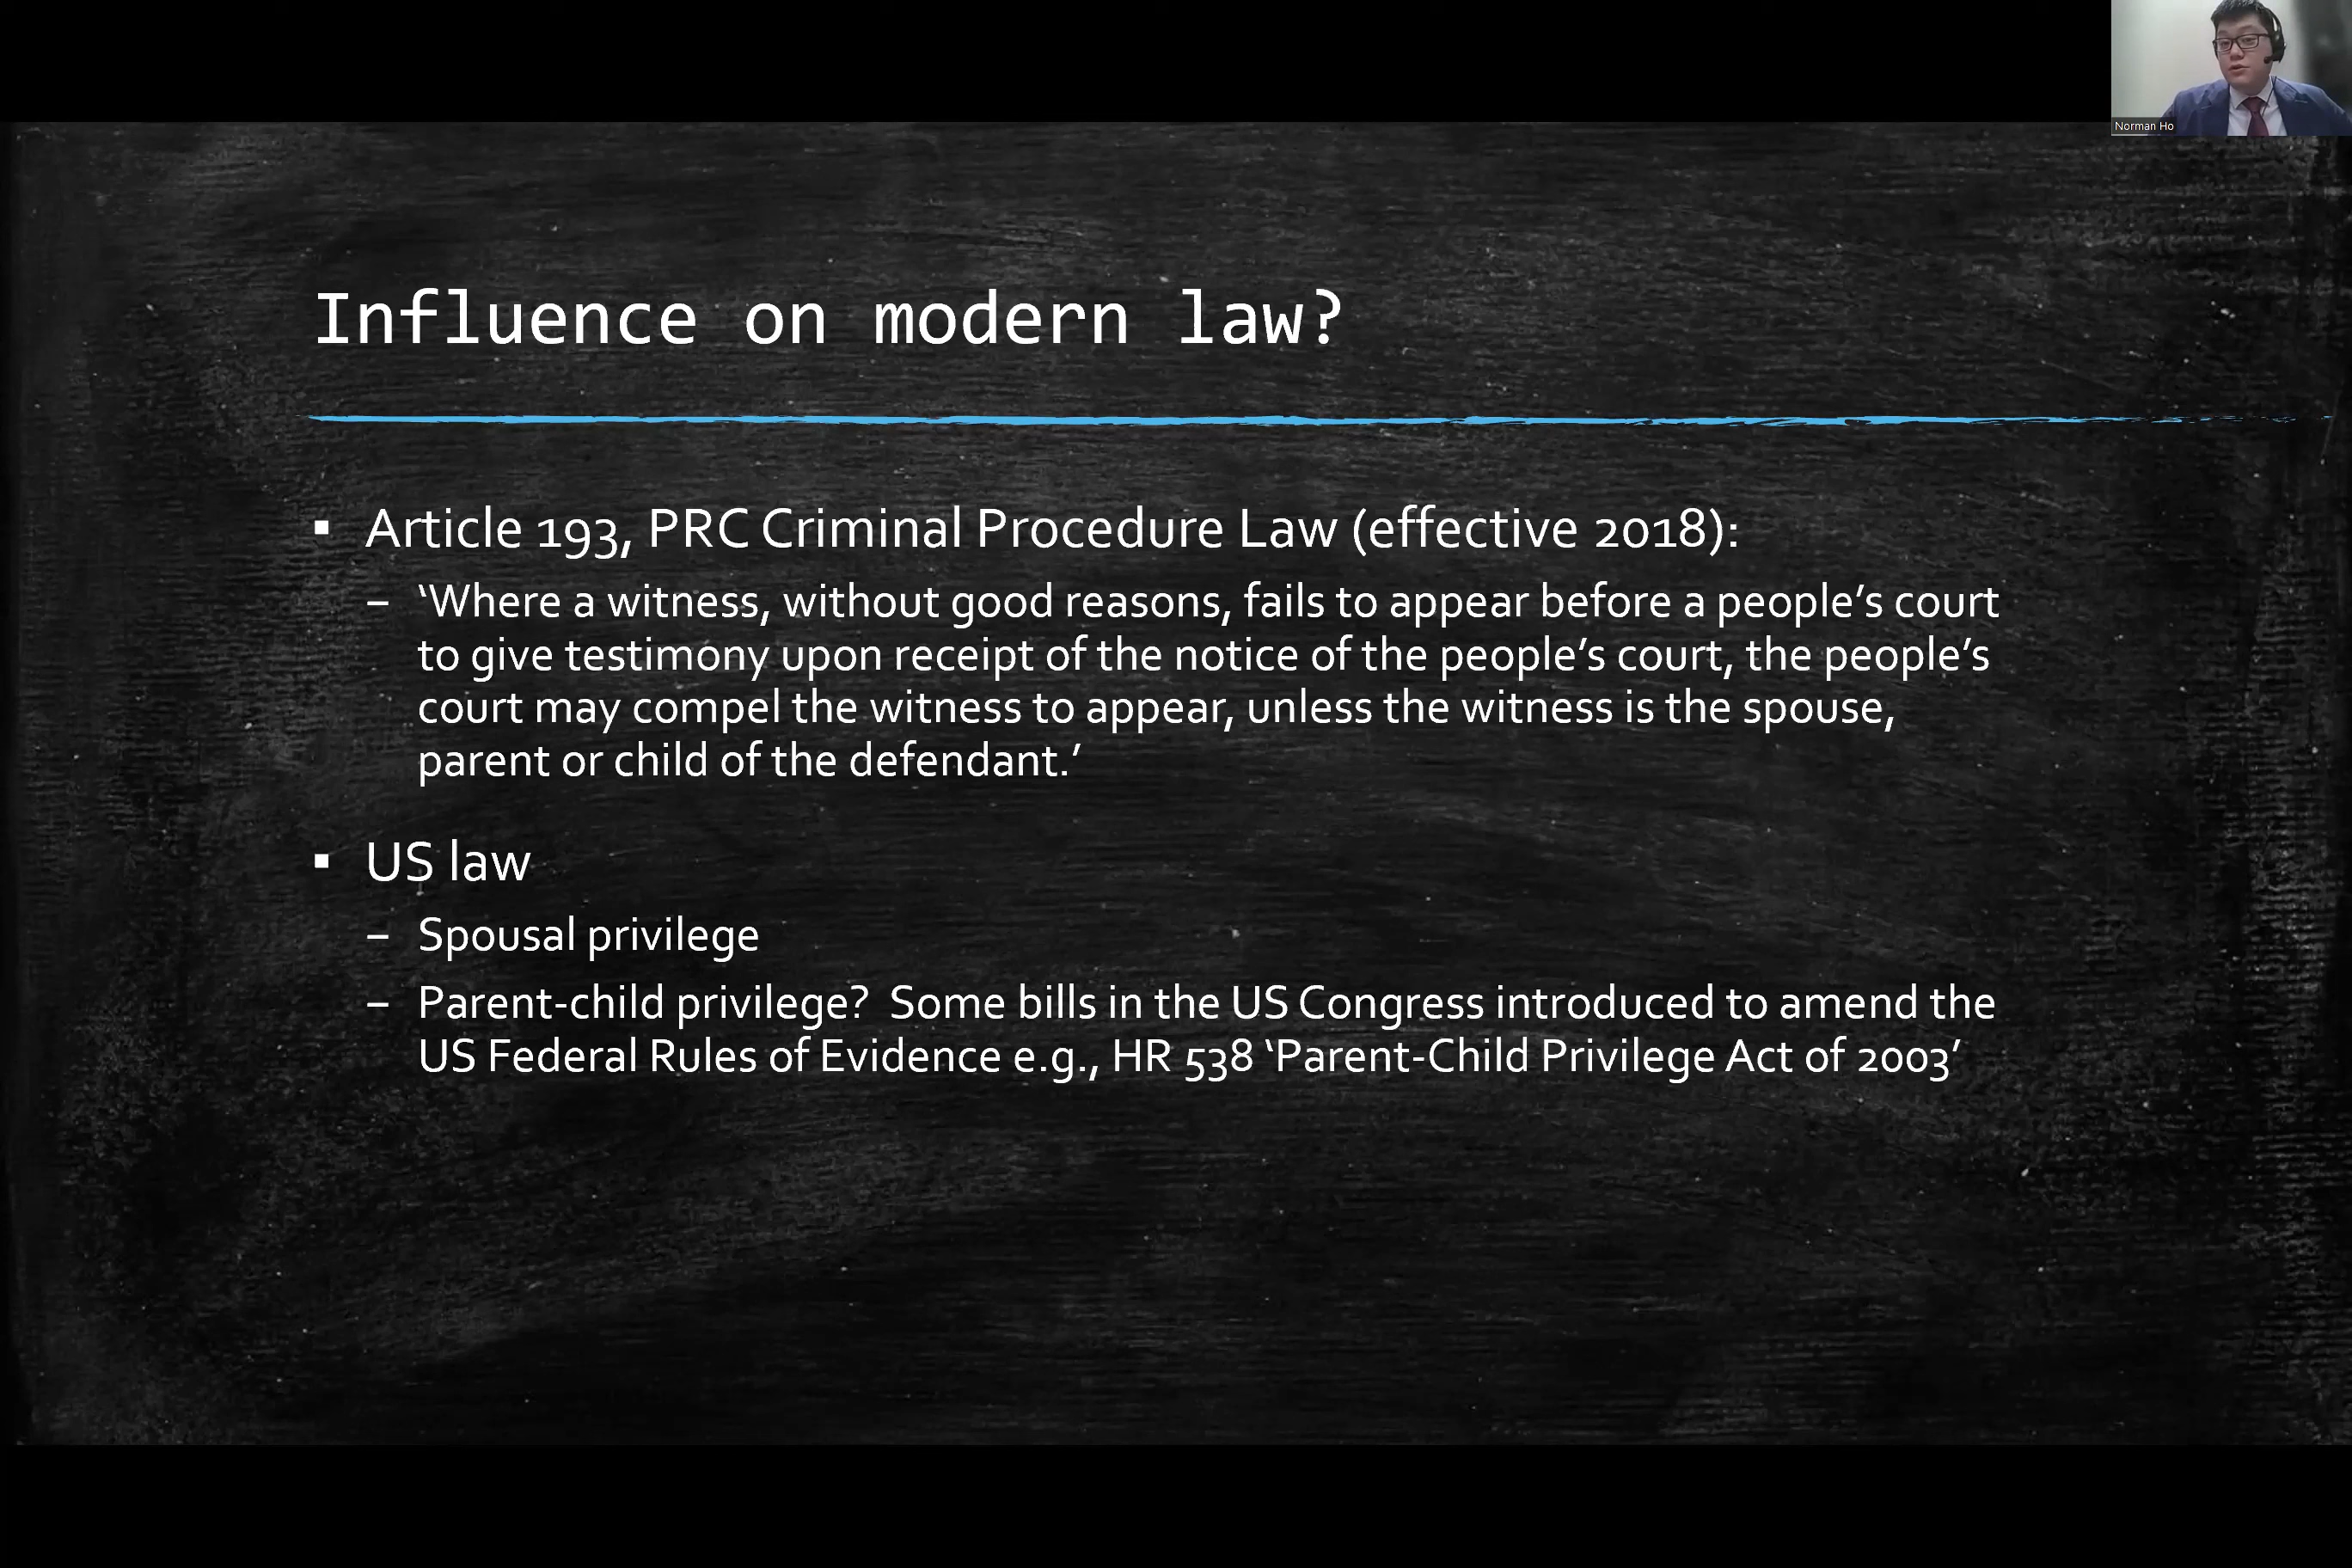 Norman Ho
Influence on modern law?
▪ Article 193, PRC Criminal Procedure Law (effective 2018):
– ‘Where a witness, without good reasons, fails to appear before a people’s court
to give testimony upon receipt of the notice of the people’s court, the people’s
court may compel the witness to appear, unless the witness is the spouse,
parent or child of the defendant.’
▪ US law
– Spousal privilege
– Parent-child privilege?  Some bills in the US Congress introduced to amend the
US Federal Rules of Evidence e.g., HR 538 ‘Parent-Child Privilege Act of 2003’